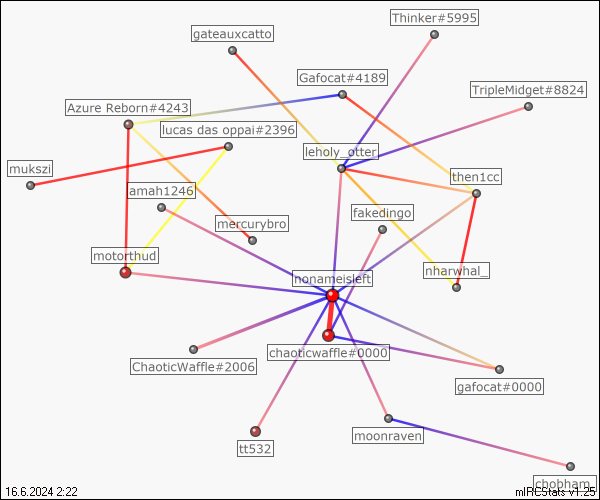 Thinker#5995
gateauxcatto
Gafocat#4189
TripleMidget#8824
Azure Reborn#4243
lucas das oppai#2396
leholy_otter
mukszi
then1cc
amah1246
fakedingo
mercurybro
motorthud
nharwhal_
nonameisleft
chaoticwaffle#0000
ChaoticWaffle#2006
gafocat#0000
moonraven
tt532
chobham_
16.6.2024 2:22
mIRCStats v1.25